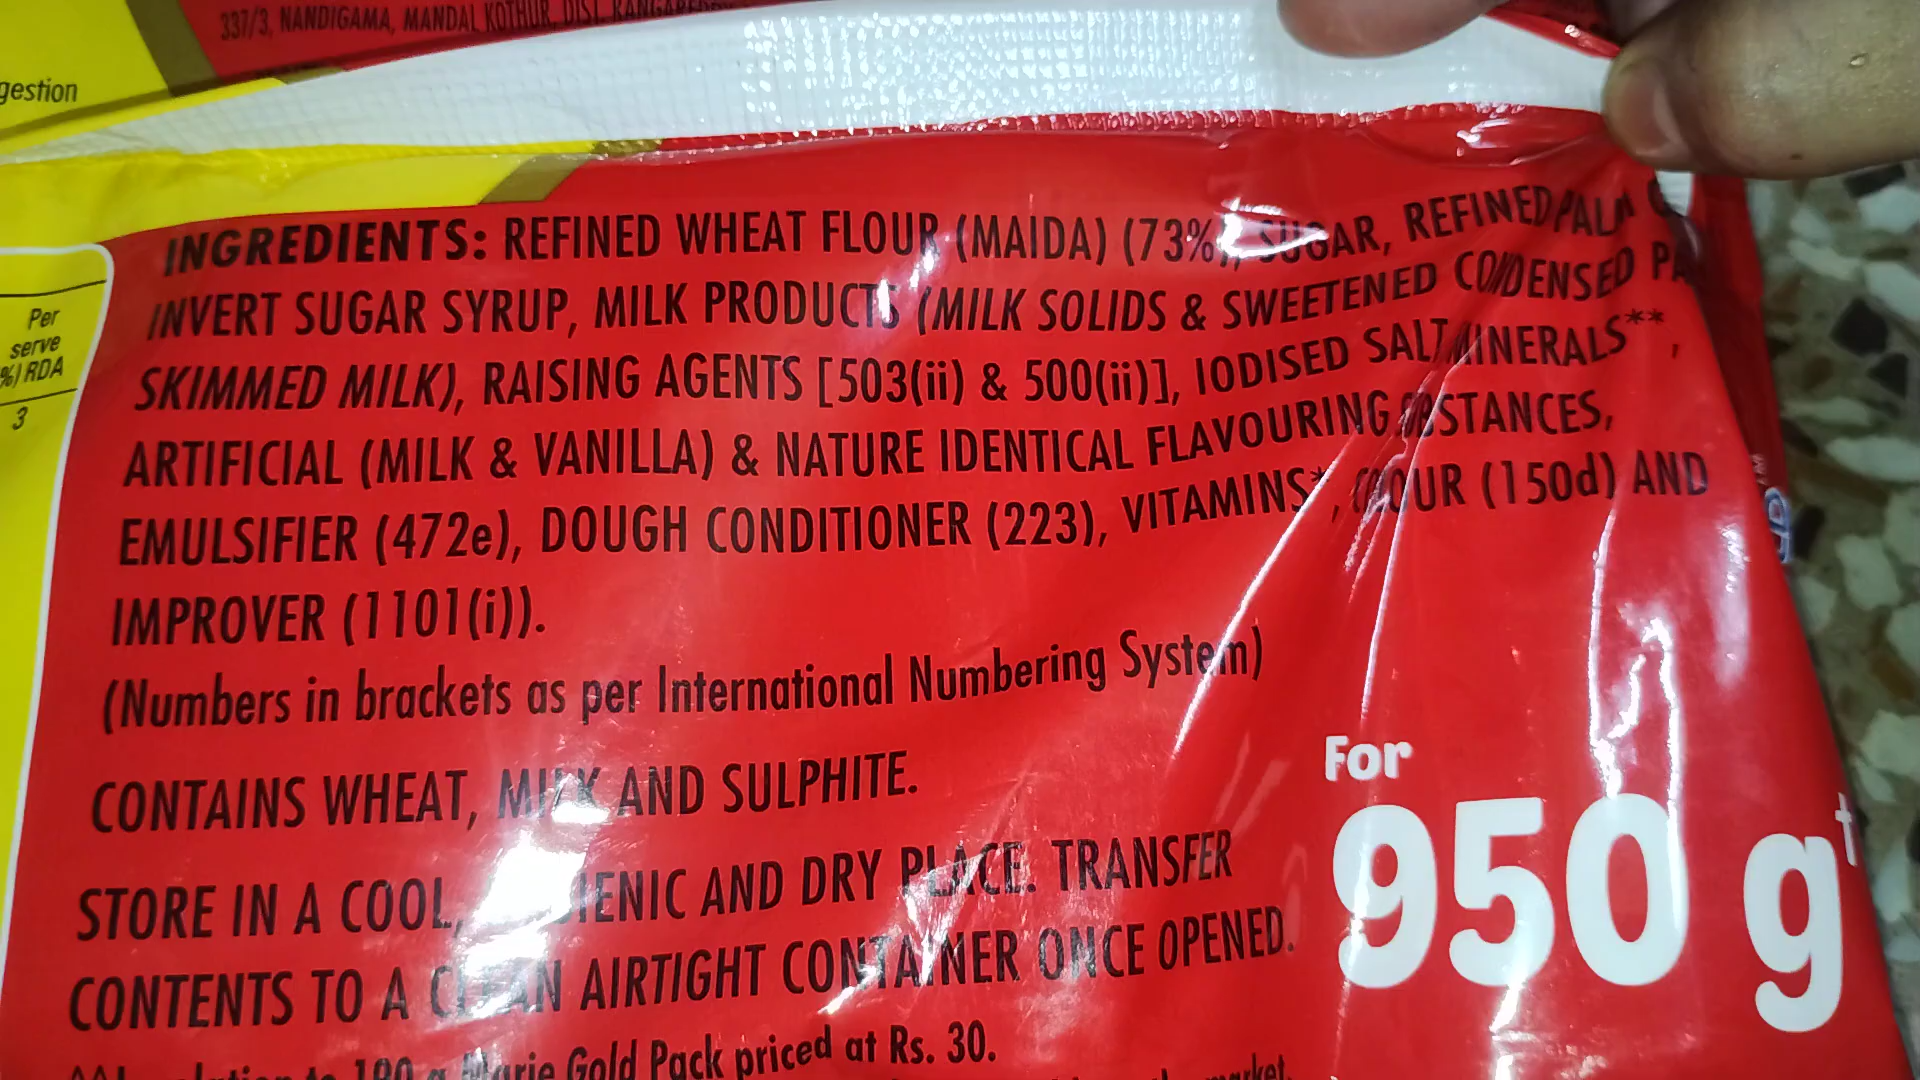 337/3, NANDIGAMA, MANDAL KOTHUR, DIST. RANGAREDDY
gestion
INGREDIENTS: REFINED WHEAT FLOUR (MAIDA) (73%), SUGAR, REFINED PALM
INVERT SUGAR SYRUP, MILK PRODUCTS (MILK SOLIDS & SWEETENED CONDENSED
SKIMMED MILK), RAISING AGENTS [503(ii) & 500(ii)], IODISED SALT, MINERALS**,
ARTIFICIAL (MILK & VANILLA) & NATURE IDENTICAL FLAVOURING SUBSTANCES,
EMULSIFIER (472e), DOUGH CONDITIONER (223), VITAMINS*, COLOUR (150d) AND
IMPROVER (1101(i)).
(Numbers in brackets as per International Numbering System)
CONTAINS WHEAT, MILK AND SULPHITE.
STORE IN A COOL, HYGIENIC AND DRY PLACE. TRANSFER
CONTENTS TO A CLEAN AIRTIGHT CONTAINER ONCE OPENED.
Marie Gold Pack priced at Rs. 30.
market.
Per
serve
%) RDA
3
For
950 g†